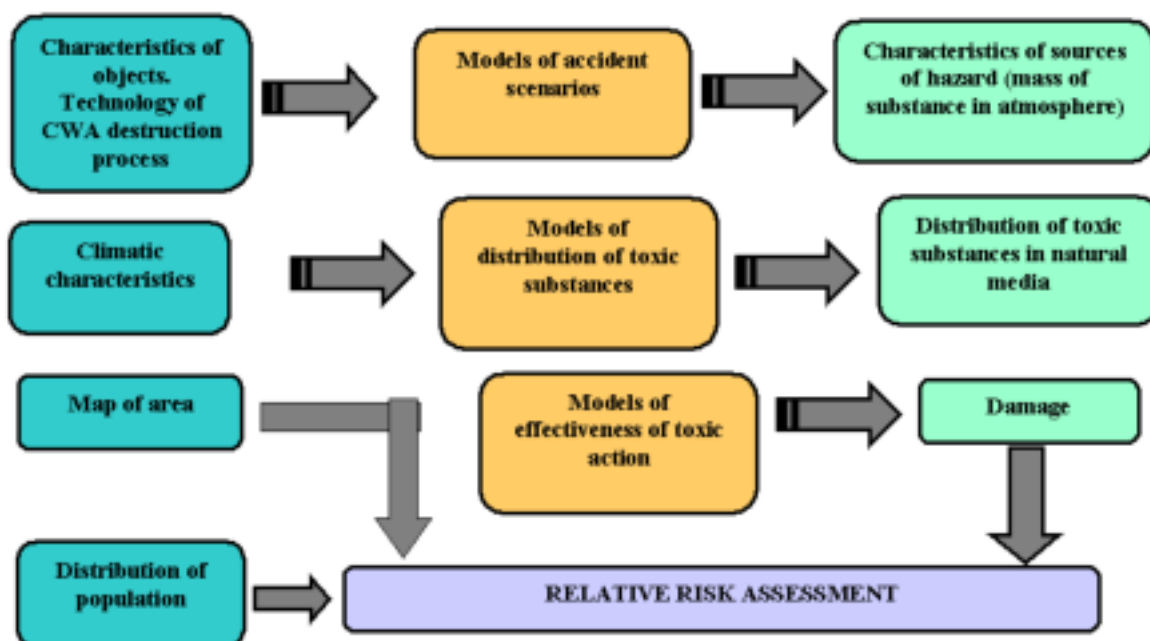 Characteristics of
objects.
Technology of
CWA destruction
process
Models of accident
scenarios
Characteristics of sources
of hazard (mass of
substance in atmosphere)
Climatic
characteristics
Models of
distribution of toxic
substances
Distribution of toxic
substances in natural
media
Map of area
Models of
effectiveness of toxic
action
Damage
Distribution of
population
RELATIVE RISK ASSESSMENT